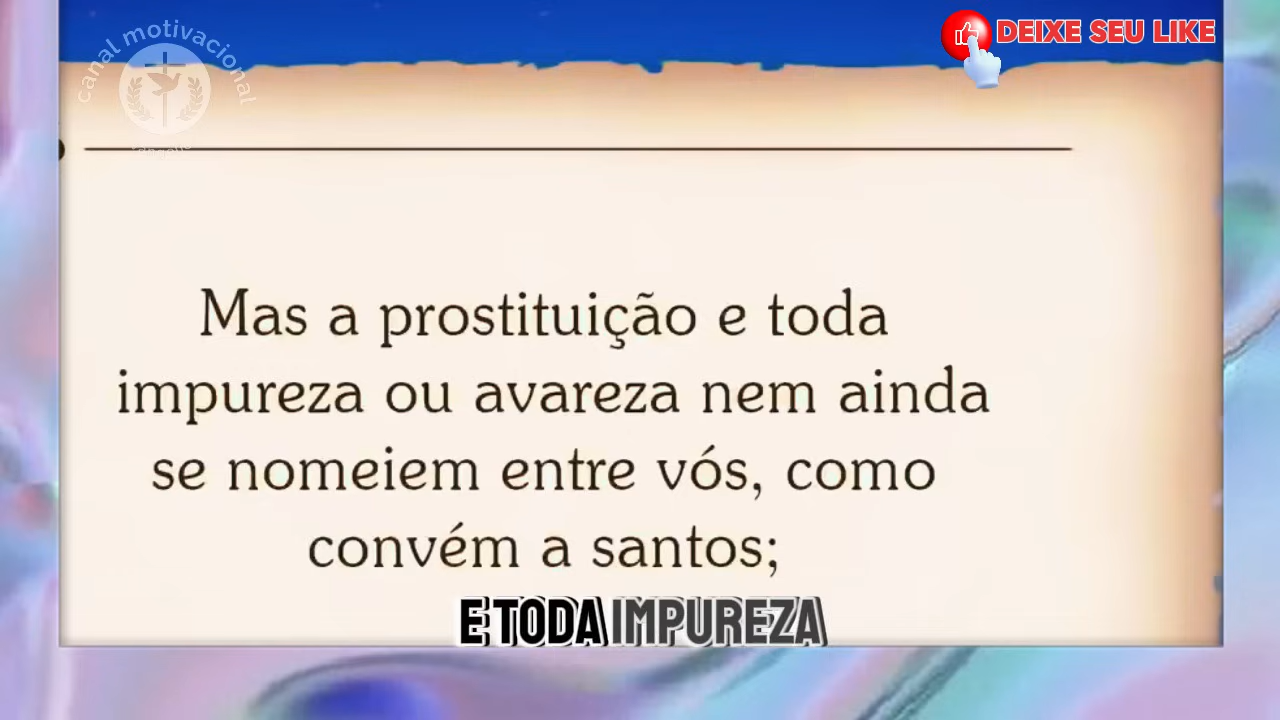 canal motivacional
DEIXE SEU LIKE
Mas a prostituição e toda
impureza ou avareza nem ainda
se nomeiem entre vós, como
convém a santos;
E TODA IMPUREZA